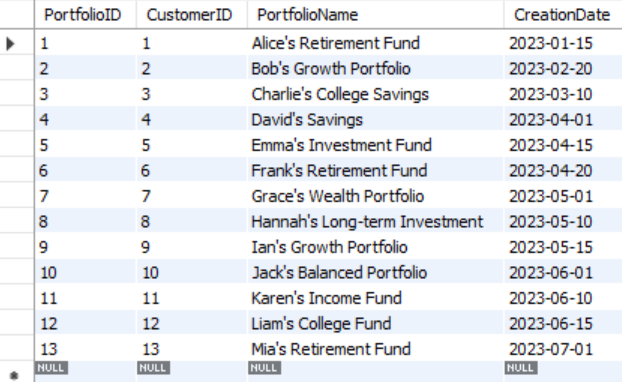 PortfolioID CustomerID PortfolioName CreationDate
1 1 Alice's Retirement Fund 2023-01-15
2 2 Bob's Growth Portfolio 2023-02-20
3 3 Charlie's College Savings 2023-03-10
4 4 David's Savings 2023-04-01
5 5 Emma's Investment Fund 2023-04-15
6 6 Frank's Retirement Fund 2023-04-20
7 7 Grace's Wealth Portfolio 2023-05-01
8 8 Hannah's Long-term Investment 2023-05-10
9 9 Ian's Growth Portfolio 2023-05-15
10 10 Jack's Balanced Portfolio 2023-06-01
11 11 Karen's Income Fund 2023-06-10
12 12 Liam's College Fund 2023-06-15
13 13 Mia's Retirement Fund 2023-07-01
NULL NULL NULL NULL